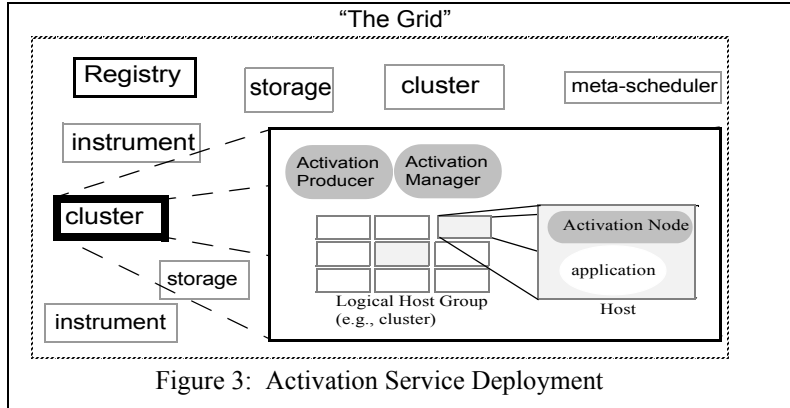 “The Grid”
Registry
storage
cluster
meta-scheduler
instrument
Activation
Producer
Activation
Manager
cluster
Activation Node
application
storage
Logical Host Group
(e.g., cluster)
Host
instrument
Figure 3:  Activation Service Deployment